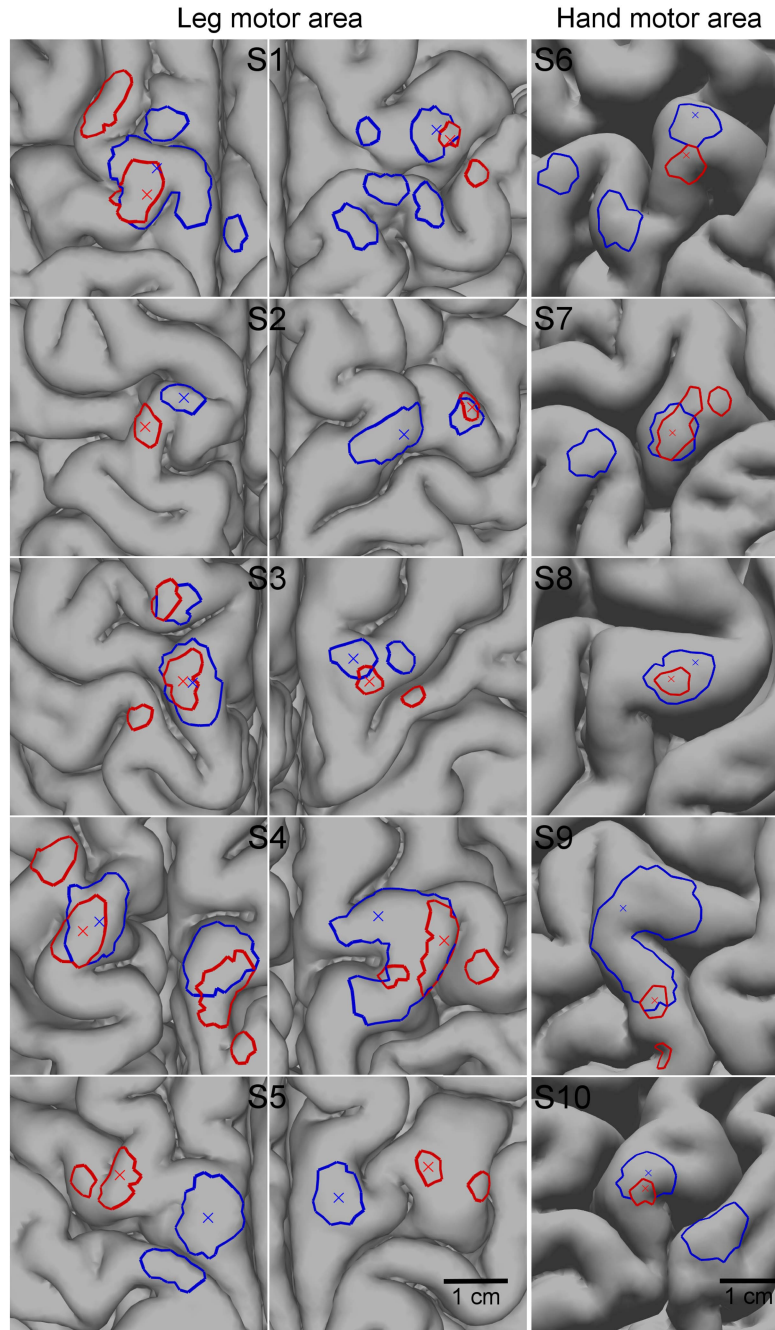 Leg motor area Hand motor area
S1 S6
S2 S7
S3 S8
S4 S9
S5 S10
1 cm 1 cm